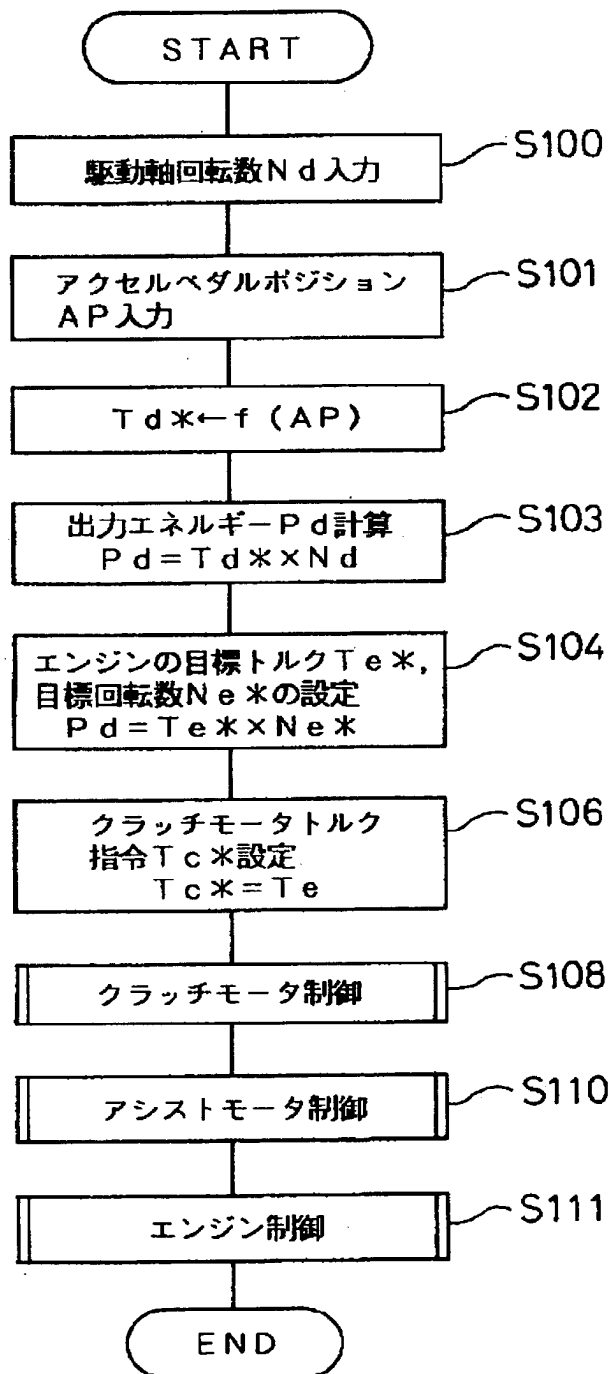 START
駆動軸回転数Nd入力
S100
アクセルペダルポジション
AP入力
S101
Td*←f(AP)
S102
出力エネルギーPd計算
Pd=Td*×Nd
S103
エンジンの目標トルクTe*,
目標回転数Ne*の設定
Pd=Te*×Ne*
S104
クラッチモータトルク
指令Tc*設定
Tc*=Te
S106
クラッチモータ制御
S108
アシストモータ制御
S110
エンジン制御
S111
END